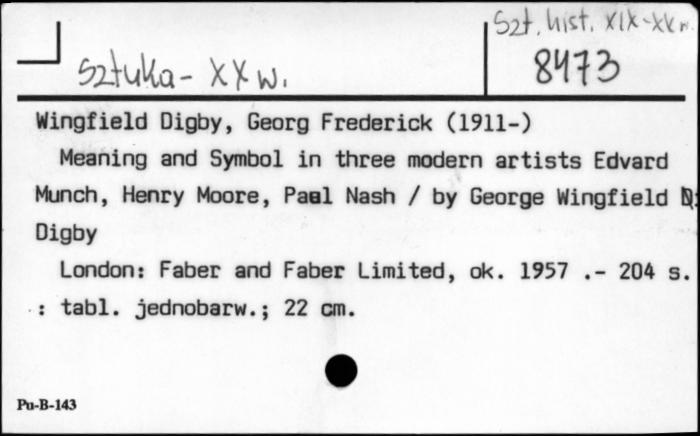 Szt. hist. XIX-XX w.
Sztuka - XX w.
8473
Wingfield Digby, Georg Frederick (1911-)
Meaning and Symbol in three modern artists Edvard
Munch, Henry Moore, Paul Nash / by George Wingfield
Digby
London: Faber and Faber Limited, ok. 1957 .- 204 s.
: tabl. jednobarw.; 22 cm.
Pu-B-143